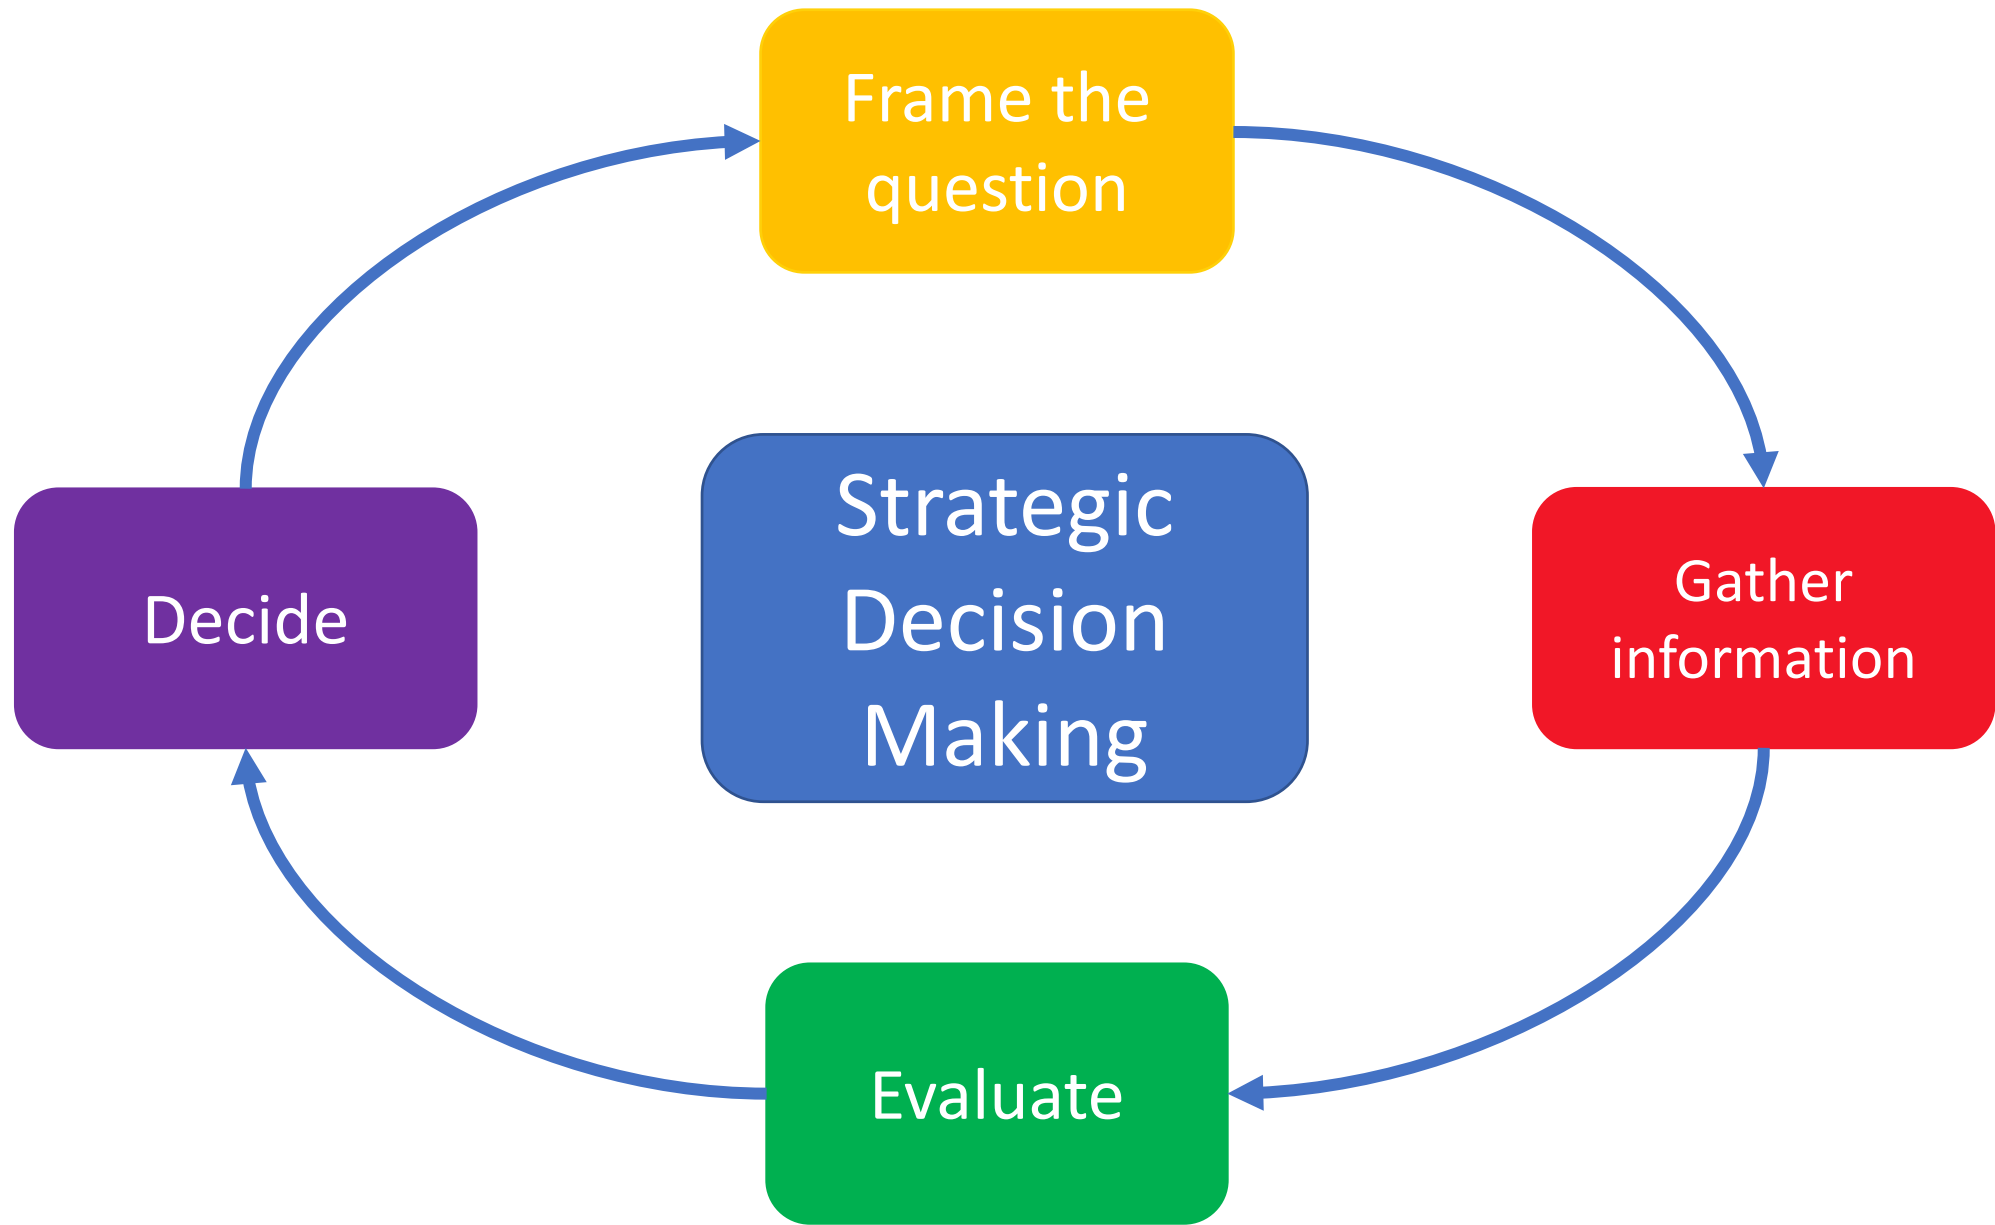 Frame the
question
Gather
information
Evaluate
Decide
Strategic
Decision
Making